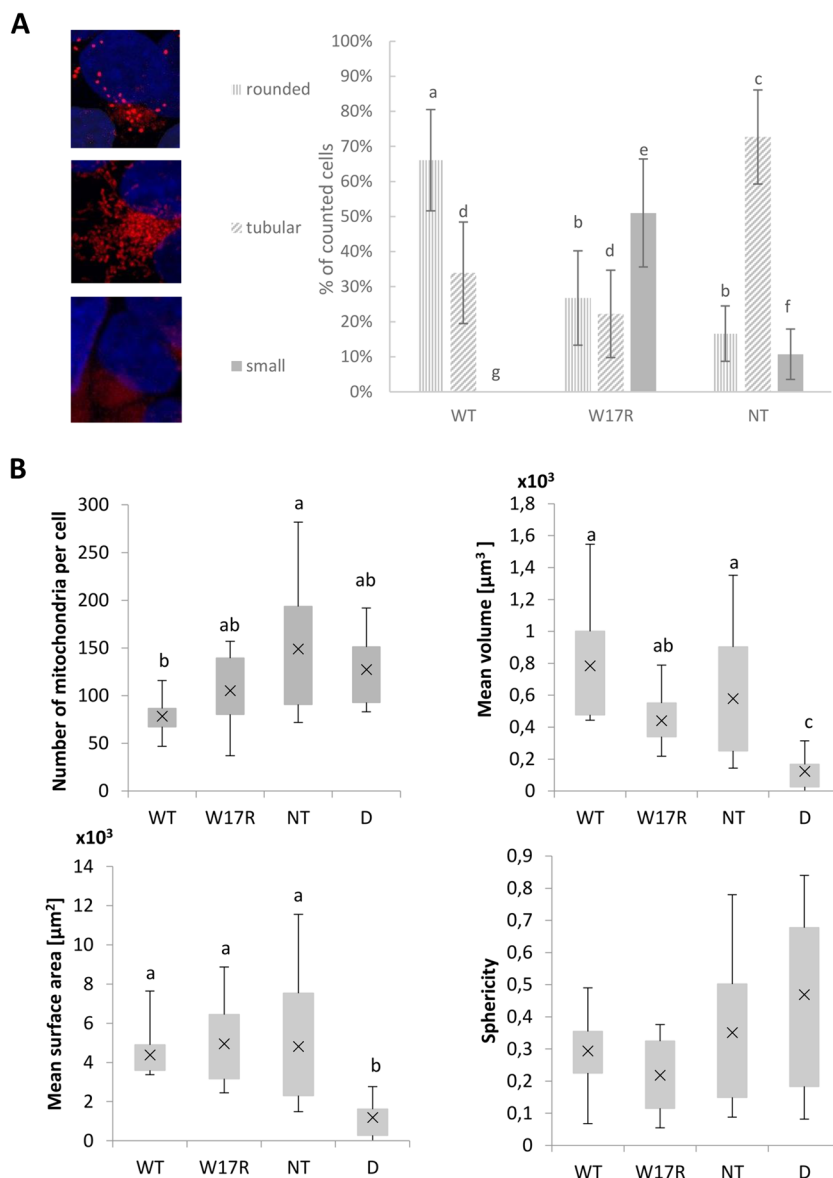 A
rounded
tubular
small
100%
90%
80%
70%
60%
50%
40%
30%
20%
10%
0%
% of counted cells
a
d
g
b
d
e
b
c
f
WT
W17R
NT
B
300
250
200
150
100
50
0
Number of mitochondria per cell
b
ab
a
ab
WT
W17R
NT
D
x10³
1,8
1,6
1,4
1,2
1
0,8
0,6
0,4
0,2
0
Mean volume [µm³ ]
a
ab
a
c
WT
W17R
NT
D
x10³
14
12
10
8
6
4
2
0
Mean surface area [µm²]
a
a
a
b
WT
W17R
NT
D
0,9
0,8
0,7
0,6
0,5
0,4
0,3
0,2
0,1
0
Sphericity
WT
W17R
NT
D